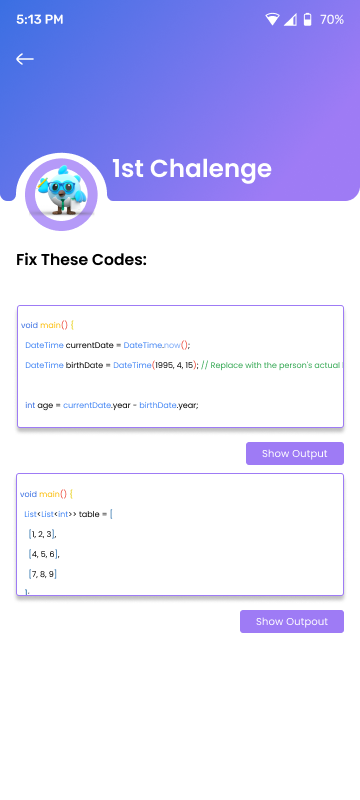 5:13 PM
70%
1st Chalenge
Fix These Codes:
void main() {
DateTime currentDate = DateTime.now();
DateTime birthDate = DateTime(1995, 4, 15); // Replace with the person's actual
int age = currentDate.year - birthDate.year;
Show Output
void main() {
List<List<int>> table = [
[1, 2, 3],
[4, 5, 6],
[7, 8, 9]
];
Show Outpout